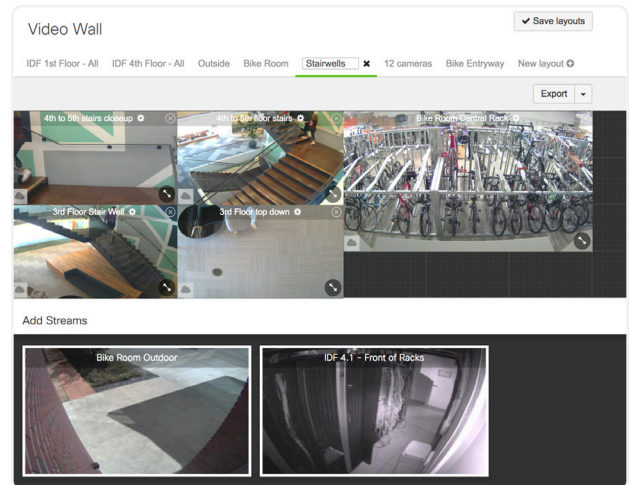 Video Wall
Save layouts
IDF 1st Floor - All IDF 4th Floor - All Outside Bike Room Stairwells 12 cameras Bike Entryway New layout
Export
4th to 5th stairs closeup
4th to 5th floor stairs
Bike Room Central Rack
3rd Floor Stair Well
3rd Floor top down
Add Streams
Bike Room Outdoor
IDF 4.1 - Front of Racks